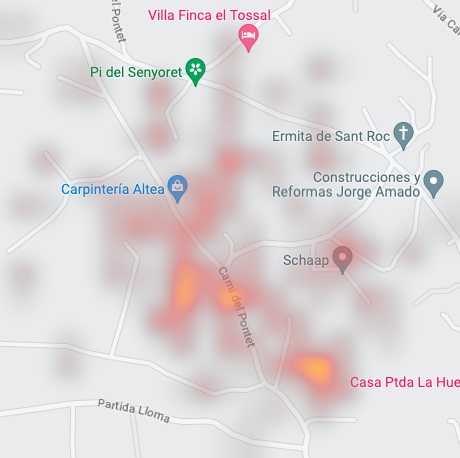 Villa Finca el Tossal
del Pontet
Via Ca
Pi del Senyoret
Ermita de Sant Roc
Construcciones y
Reformas Jorge Amado
Carpintería Altea
Schaap
Camí del Pontet
Casa Ptda La Hue
Partida Lloma